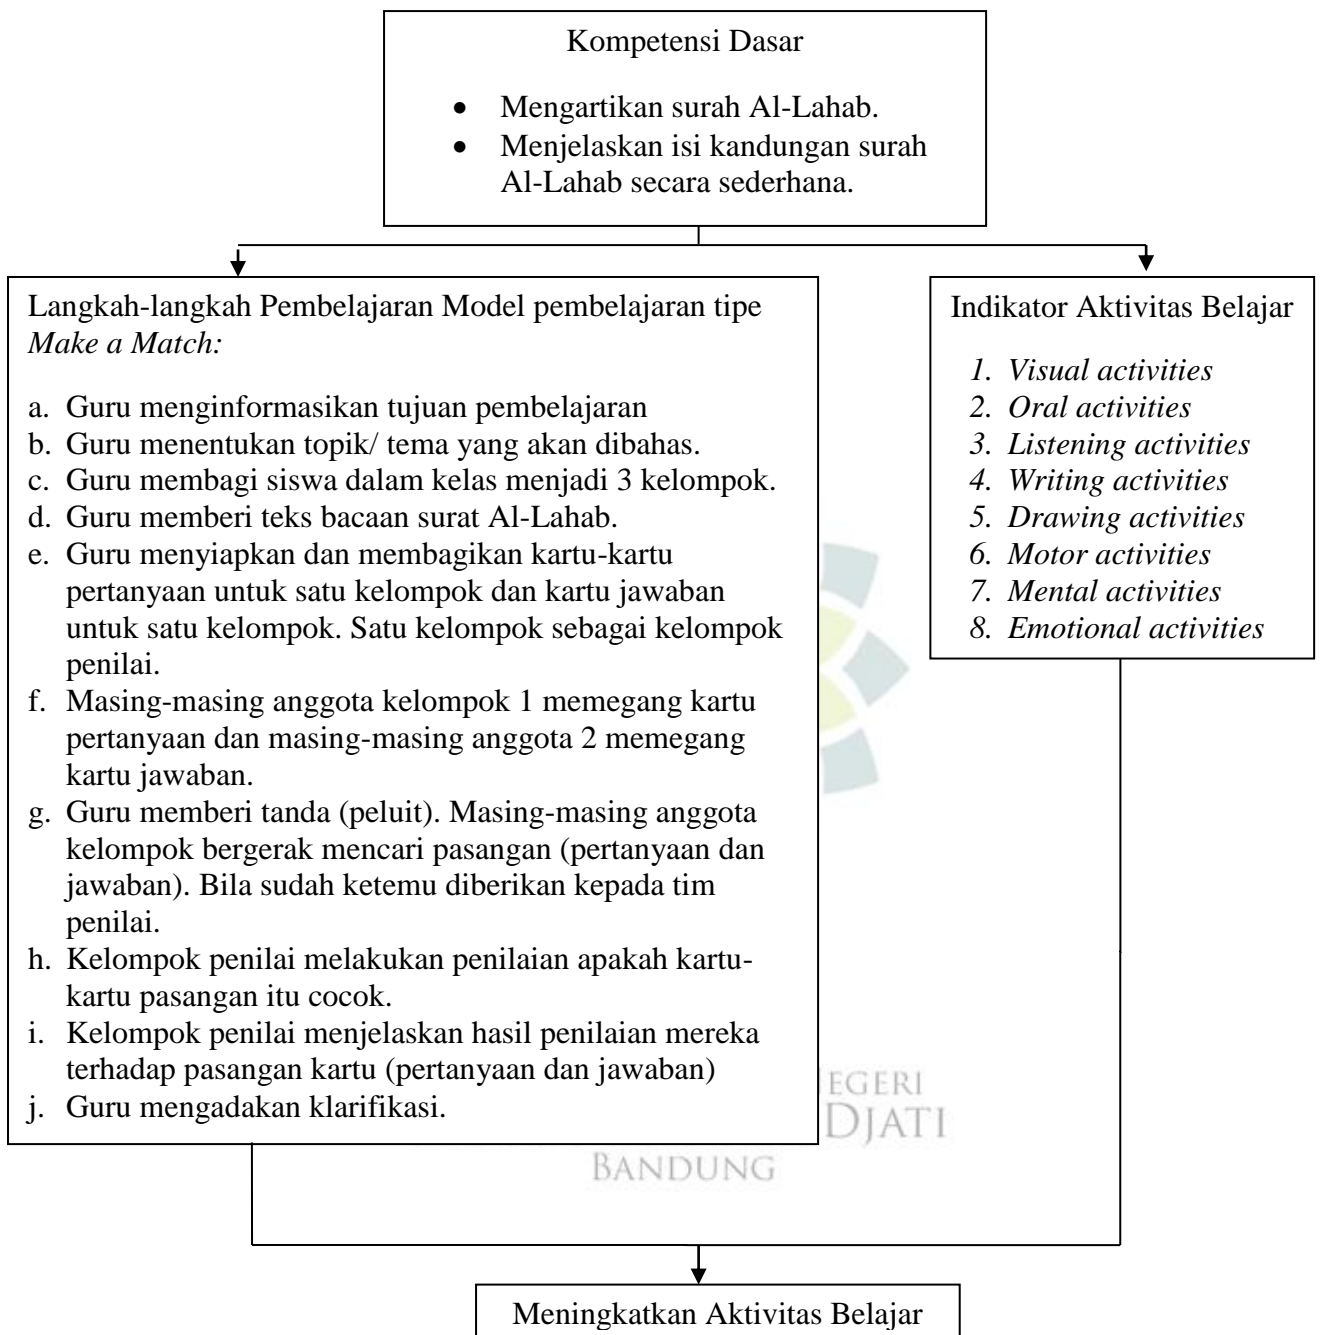 Kompetensi Dasar
• Mengartikan surah Al-Lahab.
• Menjelaskan isi kandungan surah
Al-Lahab secara sederhana.
Langkah-langkah Pembelajaran Model pembelajaran tipe
Make a Match:
a. Guru menginformasikan tujuan pembelajaran
b. Guru menentukan topik/ tema yang akan dibahas.
c. Guru membagi siswa dalam kelas menjadi 3 kelompok.
d. Guru memberi teks bacaan surat Al-Lahab.
e. Guru menyiapkan dan membagikan kartu-kartu
pertanyaan untuk satu kelompok dan kartu jawaban
untuk satu kelompok. Satu kelompok sebagai kelompok
penilai.
f. Masing-masing anggota kelompok 1 memegang kartu
pertanyaan dan masing-masing anggota 2 memegang
kartu jawaban.
g. Guru memberi tanda (peluit). Masing-masing anggota
kelompok bergerak mencari pasangan (pertanyaan dan
jawaban). Bila sudah ketemu diberikan kepada tim
penilai.
h. Kelompok penilai melakukan penilaian apakah kartu-
kartu pasangan itu cocok.
i. Kelompok penilai menjelaskan hasil penilaian mereka
terhadap pasangan kartu (pertanyaan dan jawaban)
j. Guru mengadakan klarifikasi.
Indikator Aktivitas Belajar
1. Visual activities
2. Oral activities
3. Listening activities
4. Writing activities
5. Drawing activities
6. Motor activities
7. Mental activities
8. Emotional activities
EGERI
DJATI
BANDUNG
Meningkatkan Aktivitas Belajar